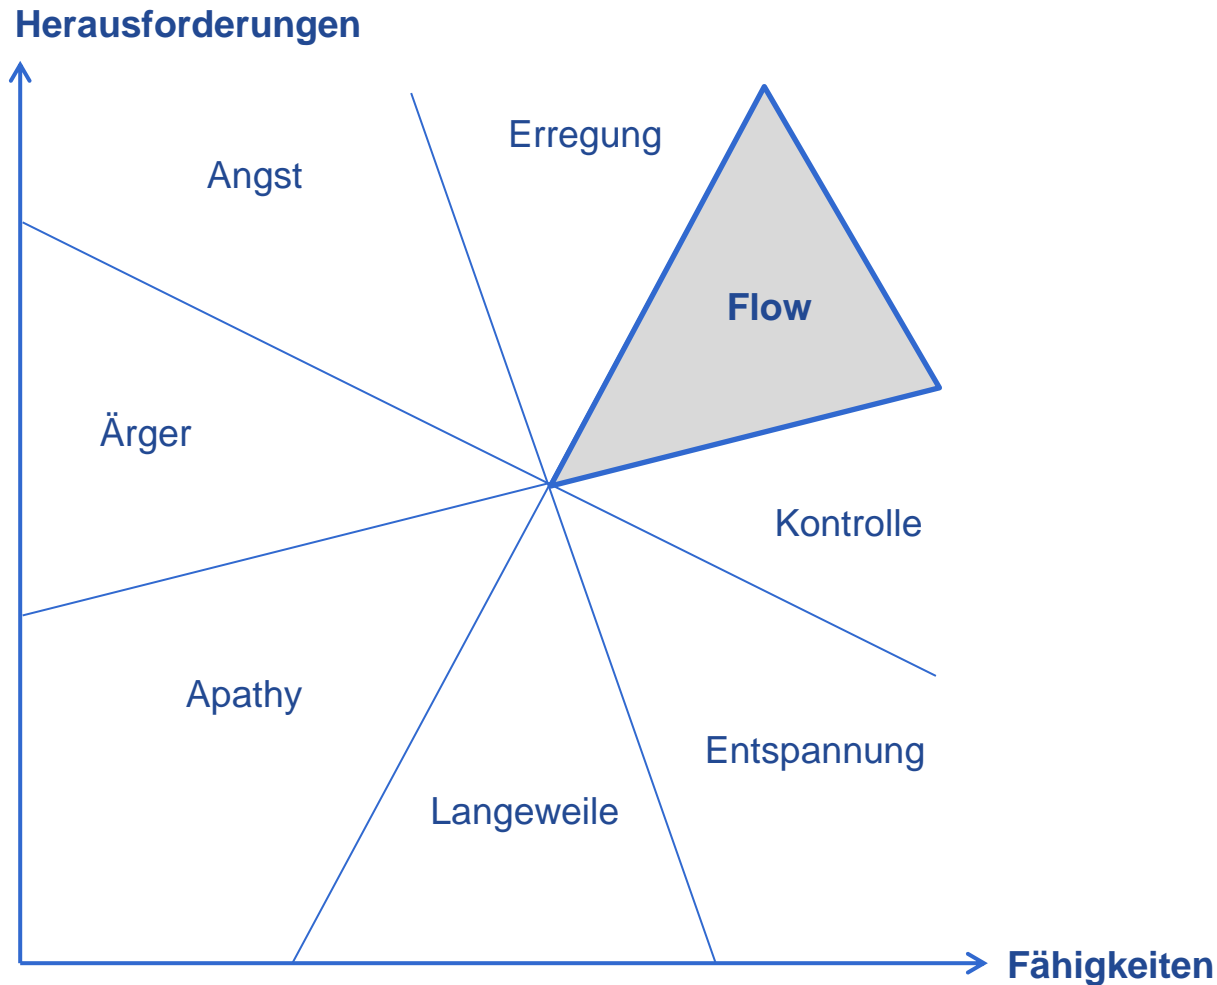 Herausforderungen
Erregung
Angst
Flow
Ärger
Kontrolle
Apathy
Entspannung
Langeweile
Fähigkeiten